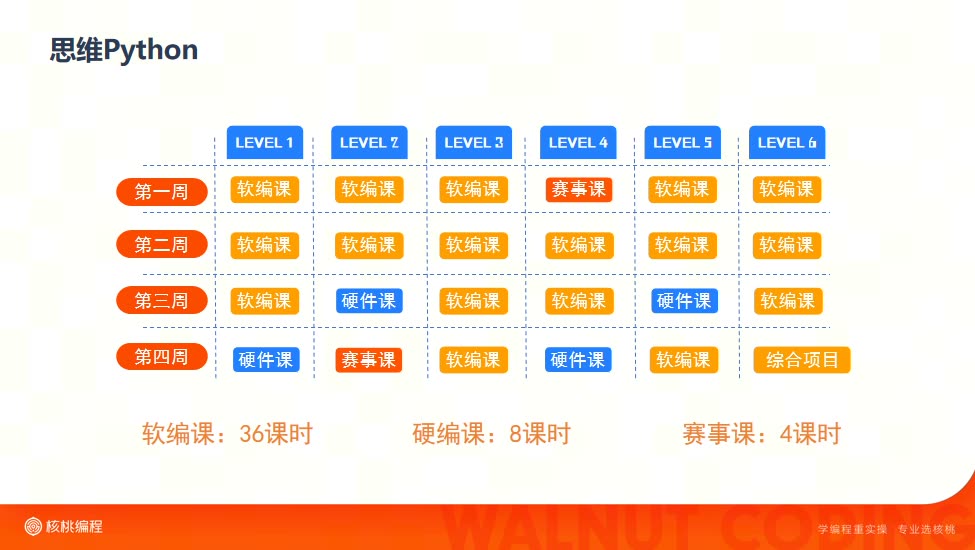 思维Python
LEVEL 1 LEVEL 2 LEVEL 3 LEVEL 4 LEVEL 5 LEVEL 6
第一周 软编课 软编课 软编课 赛事课 软编课 软编课
第二周 软编课 软编课 软编课 软编课 软编课 软编课
第三周 软编课 硬件课 软编课 软编课 硬件课 软编课
第四周 硬件课 赛事课 软编课 硬件课 软编课 综合项目
软编课：36课时 硬编课：8课时 赛事课：4课时
核桃编程
WALNUT CODING
学编程重实操 专业选核桃